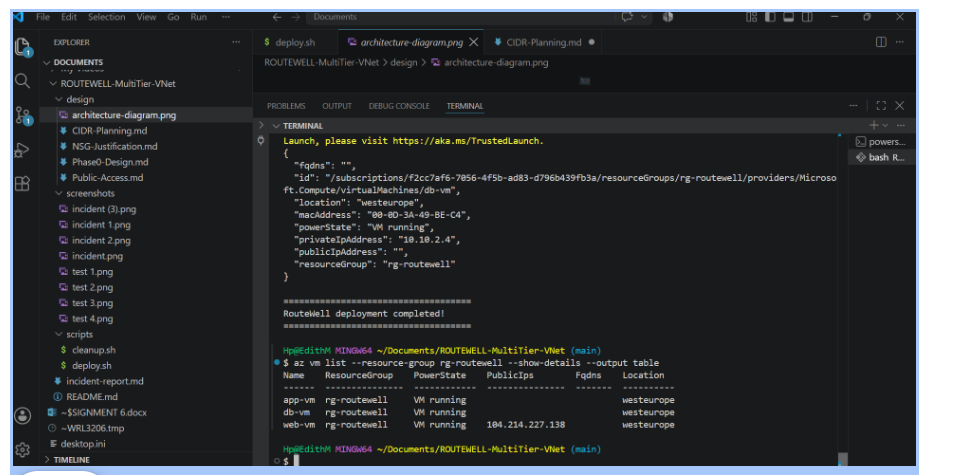 File Edit Selection View Go Run ···
Documents
EXPLORER ···
DOCUMENTS
ROUTEWELL-MultiTier-VNet
design
architecture-diagram.png
CIDR-Planning.md
NSG-Justification.md
Phase0-Design.md
Public-Access.md
screenshots
incident (3).png
incident 1.png
incident 2.png
incident.png
test 1.png
test 2.png
test 3.png
test 4.png
scripts
$ cleanup.sh
$ deploy.sh
incident-report.md
README.md
~$SIGNMENT 6.docx
~WRL3206.tmp
desktop.ini
TIMELINE
$ deploy.sh architecture-diagram.png CIDR-Planning.md
ROUTEWELL-MultiTier-VNet > design > architecture-diagram.png
PROBLEMS OUTPUT DEBUG CONSOLE TERMINAL
TERMINAL
Launch, please visit https://aka.ms/TrustedLaunch.
{
"fqdns": "",
"id": "/subscriptions/f2cc7af6-7056-4f5b-ad83-d796b439fb3a/resourceGroups/rg-routewell/providers/Microso
ft.Compute/virtualMachines/db-vm",
"location": "westeurope",
"macAddress": "00-0D-3A-49-BE-C4",
"powerState": "VM running",
"privateIpAddress": "10.10.2.4",
"publicIpAddress": "",
"resourceGroup": "rg-routewell"
}
====================================
RouteWell deployment completed!
====================================
Hp@EdithM MINGW64 ~/Documents/ROUTEWELL-MultiTier-VNet (main)
$ az vm list --resource-group rg-routewell --show-details --output table
Name ResourceGroup PowerState PublicIps Fqdns Location
------ --------------- ------------ --------------- ------- ----------
app-vm rg-routewell VM running westeurope
db-vm rg-routewell VM running westeurope
web-vm rg-routewell VM running 104.214.227.138 westeurope
Hp@EdithM MINGW64 ~/Documents/ROUTEWELL-MultiTier-VNet (main)
$
powers...
bash R...